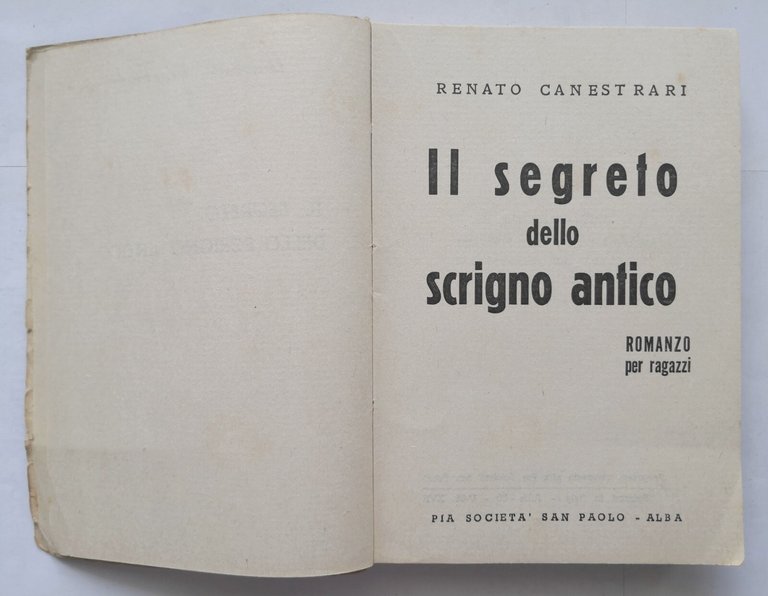 RENATO CANESTRARI
Il segreto
dello
scrigno antico
ROMANZO
per ragazzi
PIA SOCIETA' SAN PAOLO - ALBA